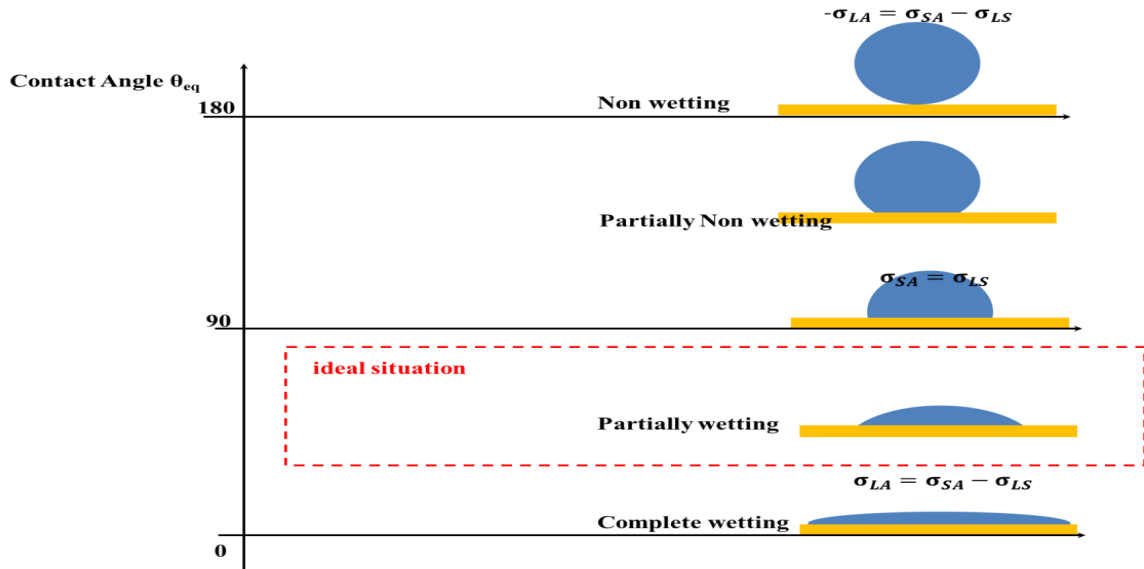 -σ_LA = σ_SA − σ_LS
Contact Angle θ_eq
180
Non wetting
Partially Non wetting
σ_SA = σ_LS
90
ideal situation
Partially wetting
σ_LA = σ_SA − σ_LS
Complete wetting
0